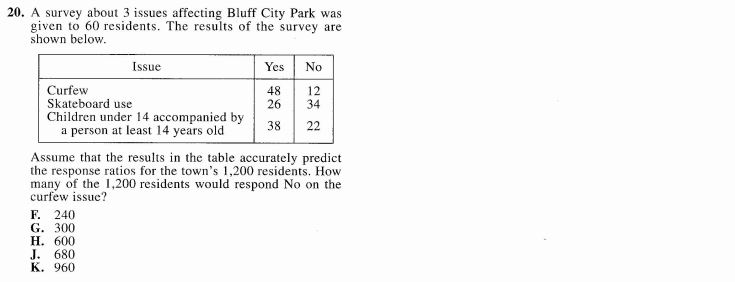 20. A survey about 3 issues affecting Bluff City Park was
given to 60 residents. The results of the survey are
shown below.
Issue Yes No
Curfew 48 12
Skateboard use 26 34
Children under 14 accompanied by
a person at least 14 years old 38 22
Assume that the results in the table accurately predict
the response ratios for the town's 1,200 residents. How
many of the 1,200 residents would respond No on the
curfew issue?
F. 240
G. 300
H. 600
J. 680
K. 960